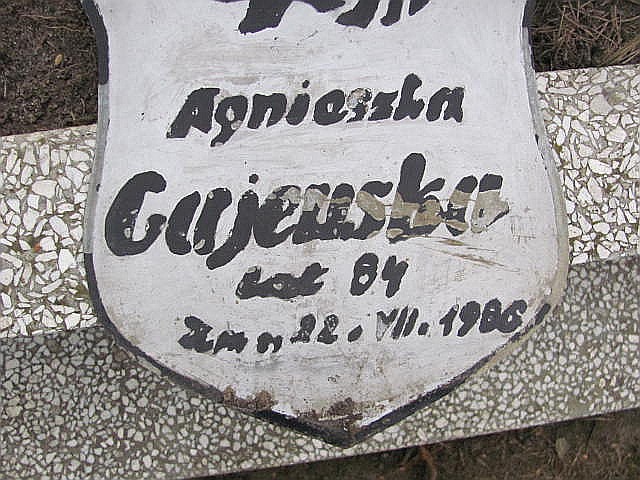 Agnieszka
Gajewska
Lat 84
Zm. 22. VII. 1986